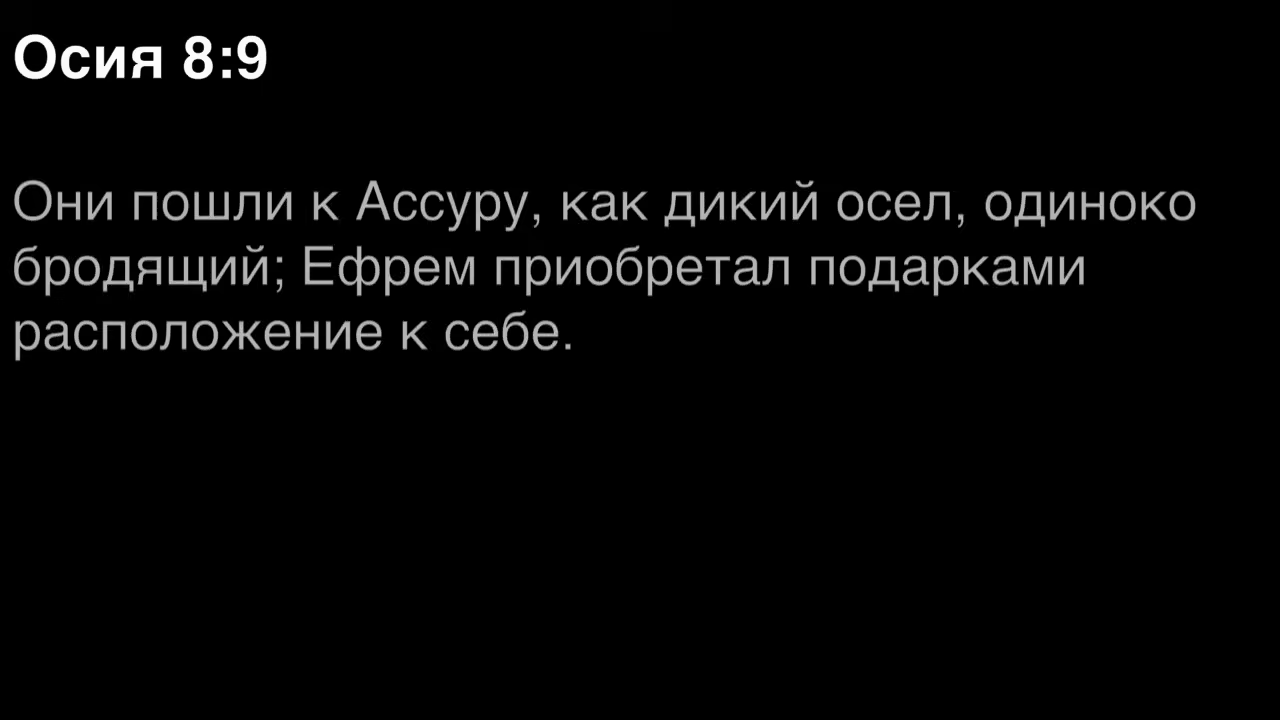 Осия 8:9
Они пошли к Ассуру, как дикий осел, одиноко
бродящий; Ефрем приобретал подарками
расположение к себе.